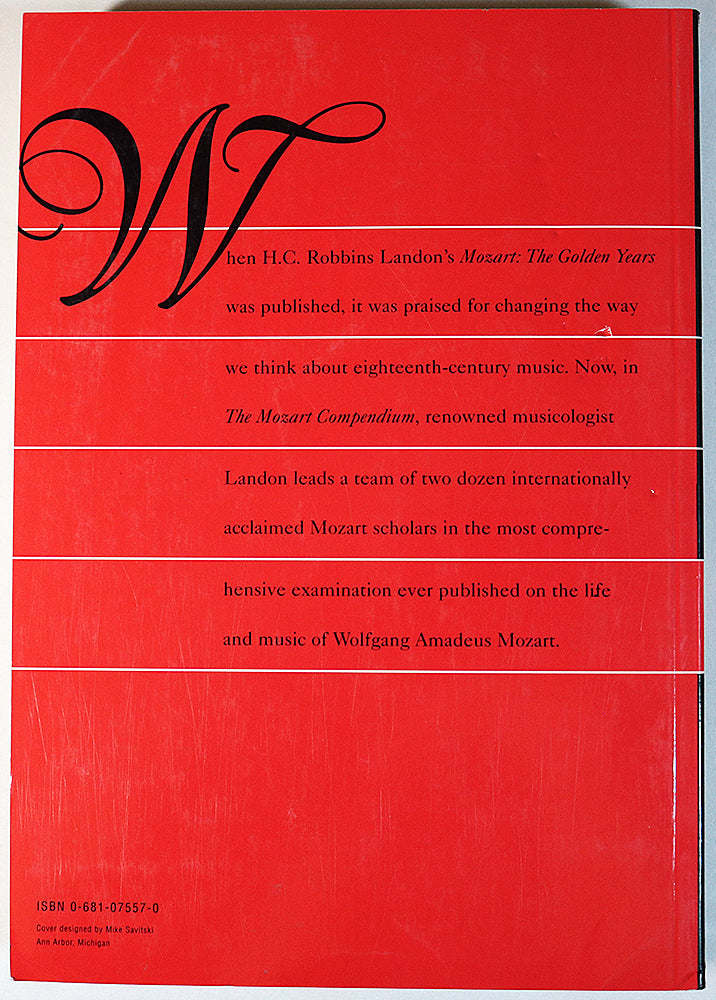 When H.C. Robbins Landon's Mozart: The Golden Years
was published, it was praised for changing the way
we think about eighteenth-century music. Now, in
The Mozart Compendium, renowned musicologist
Landon leads a team of two dozen internationally
acclaimed Mozart scholars in the most compre-
hensive examination ever published on the life
and music of Wolfgang Amadeus Mozart.
ISBN 0-681-07557-0
Cover designed by Mike Savitski
Ann Arbor, Michigan